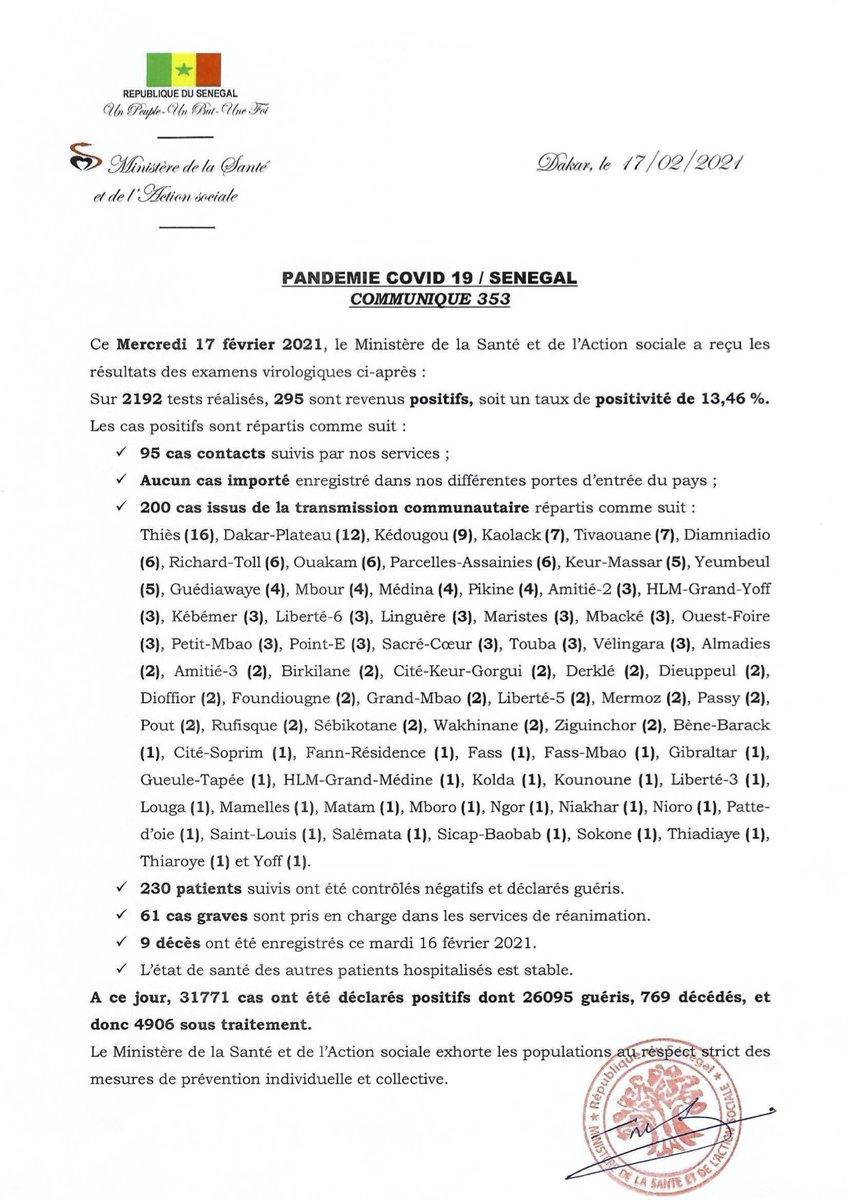 REPUBLIQUE DU SENEGAL
Un Peuple-Un But-Une Foi
Ministère de la Santé
et de l'Action sociale
Dakar, le 17/02/2021
PANDEMIE COVID 19 / SENEGAL
COMMUNIQUE 353
Ce Mercredi 17 février 2021, le Ministère de la Santé et de l'Action sociale a reçu les
résultats des examens virologiques ci-après :
Sur 2192 tests réalisés, 295 sont revenus positifs, soit un taux de positivité de 13,46 %.
Les cas positifs sont répartis comme suit :
✓ 95 cas contacts suivis par nos services ;
✓ Aucun cas importé enregistré dans nos différentes portes d'entrée du pays ;
✓ 200 cas issus de la transmission communautaire répartis comme suit :
Thiès (16), Dakar-Plateau (12), Kédougou (9), Kaolack (7), Tivaouane (7), Diamniadio
(6), Richard-Toll (6), Ouakam (6), Parcelles-Assainies (6), Keur-Massar (5), Yeumbeul
(5), Guédiawaye (4), Mbour (4), Médina (4), Pikine (4), Amitié-2 (3), HLM-Grand-Yoff
(3), Kébémer (3), Liberté-6 (3), Linguère (3), Maristes (3), Mbacké (3), Ouest-Foire
(3), Petit-Mbao (3), Point-E (3), Sacré-Cœur (3), Touba (3), Vélingara (3), Almadies
(2), Amitié-3 (2), Birkilane (2), Cité-Keur-Gorgui (2), Derklé (2), Dieuppeul (2),
Dioffior (2), Foundiougne (2), Grand-Mbao (2), Liberté-5 (2), Mermoz (2), Passy (2),
Pout (2), Rufisque (2), Sébikotane (2), Wakhinane (2), Ziguinchor (2), Bène-Barack
(1), Cité-Soprim (1), Fann-Résidence (1), Fass (1), Fass-Mbao (1), Gibraltar (1),
Gueule-Tapée (1), HLM-Grand-Médine (1), Kolda (1), Kounoune (1), Liberté-3 (1),
Louga (1), Mamelles (1), Matam (1), Mboro (1), Ngor (1), Niakhar (1), Nioro (1), Patte-
d'oie (1), Saint-Louis (1), Salémata (1), Sicap-Baobab (1), Sokone (1), Thiadiaye (1),
Thiaroye (1) et Yoff (1).
✓ 230 patients suivis ont été contrôlés négatifs et déclarés guéris.
✓ 61 cas graves sont pris en charge dans les services de réanimation.
✓ 9 décès ont été enregistrés ce mardi 16 février 2021.
✓ L'état de santé des autres patients hospitalisés est stable.
A ce jour, 31771 cas ont été déclarés positifs dont 26095 guéris, 769 décédés, et
donc 4906 sous traitement.
Le Ministère de la Santé et de l'Action sociale exhorte les populations au respect strict des
mesures de prévention individuelle et collective.
République du Sénégal
MINISTERE DE LA SANTE ET DE L'ACTION SOCIALE